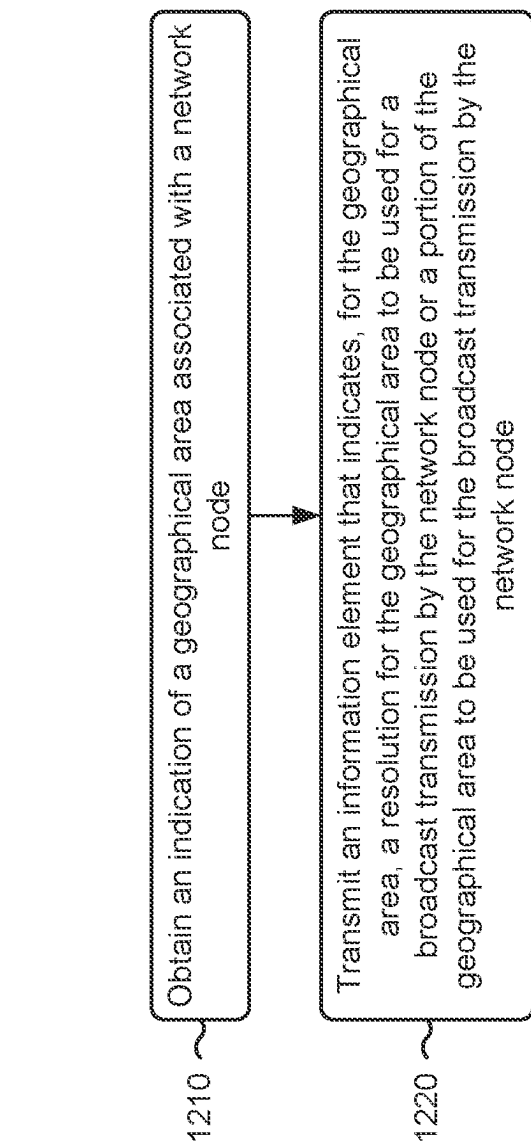 1210
Obtain an indication of a geographical area associated with a network
node
1220
Transmit an information element that indicates, for the geographical
area, a resolution for the geographical area to be used for a
broadcast transmission by the network node or a portion of the
geographical area to be used for the broadcast transmission by the
network node